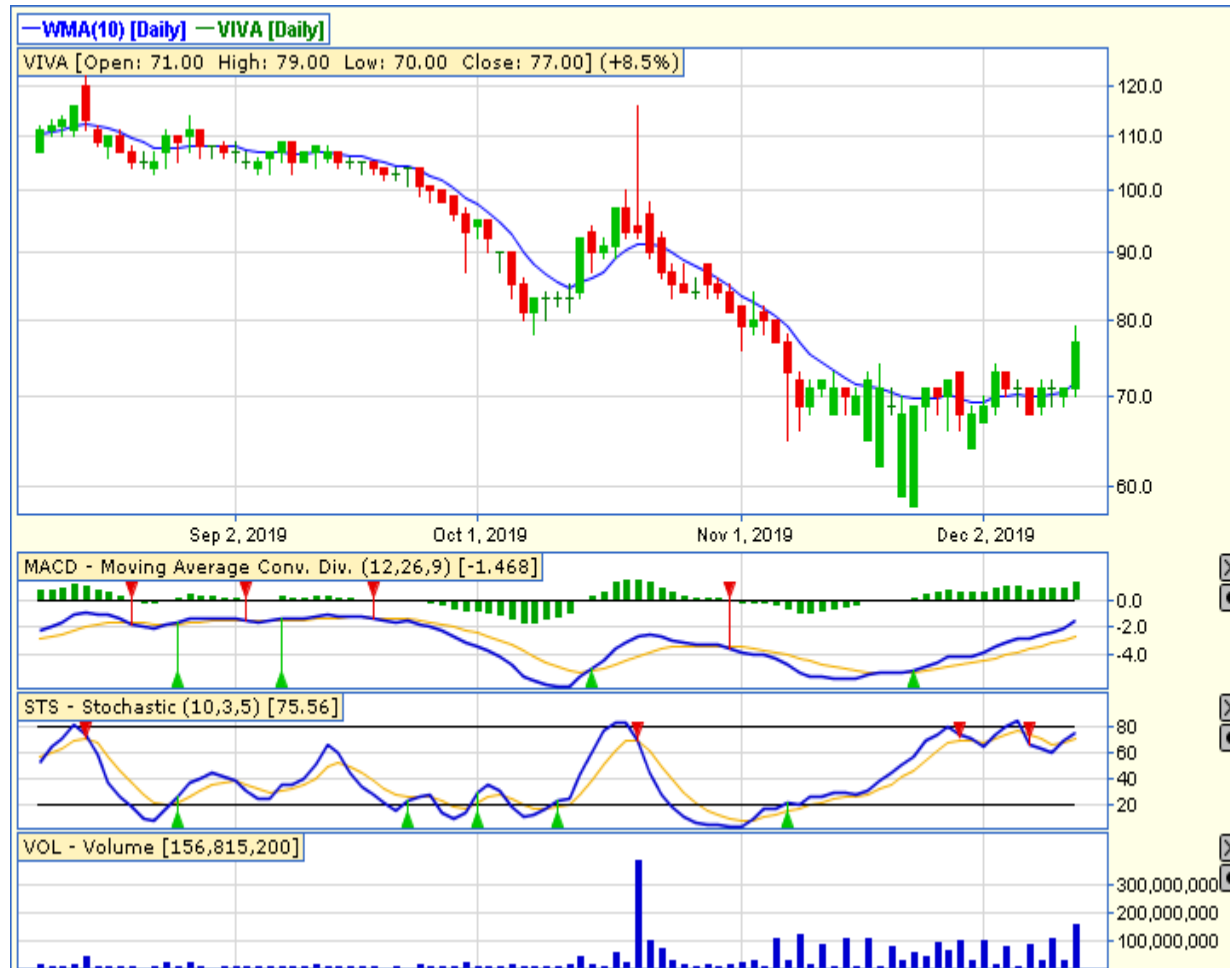 WMA(10) [Daily] VIVA [Daily]
VIVA [Open: 71.00 High: 79.00 Low: 70.00 Close: 77.00] (+8.5%)
120.0
110.0
100.0
90.0
80.0
70.0
60.0
Sep 2, 2019 Oct 1, 2019 Nov 1, 2019 Dec 2, 2019
MACD - Moving Average Conv. Div. (12,26,9) [-1.468]
0.0
-2.0
-4.0
STS - Stochastic (10,3,5) [75.56]
80
60
40
20
VOL - Volume [156,815,200]
300,000,000
200,000,000
100,000,000